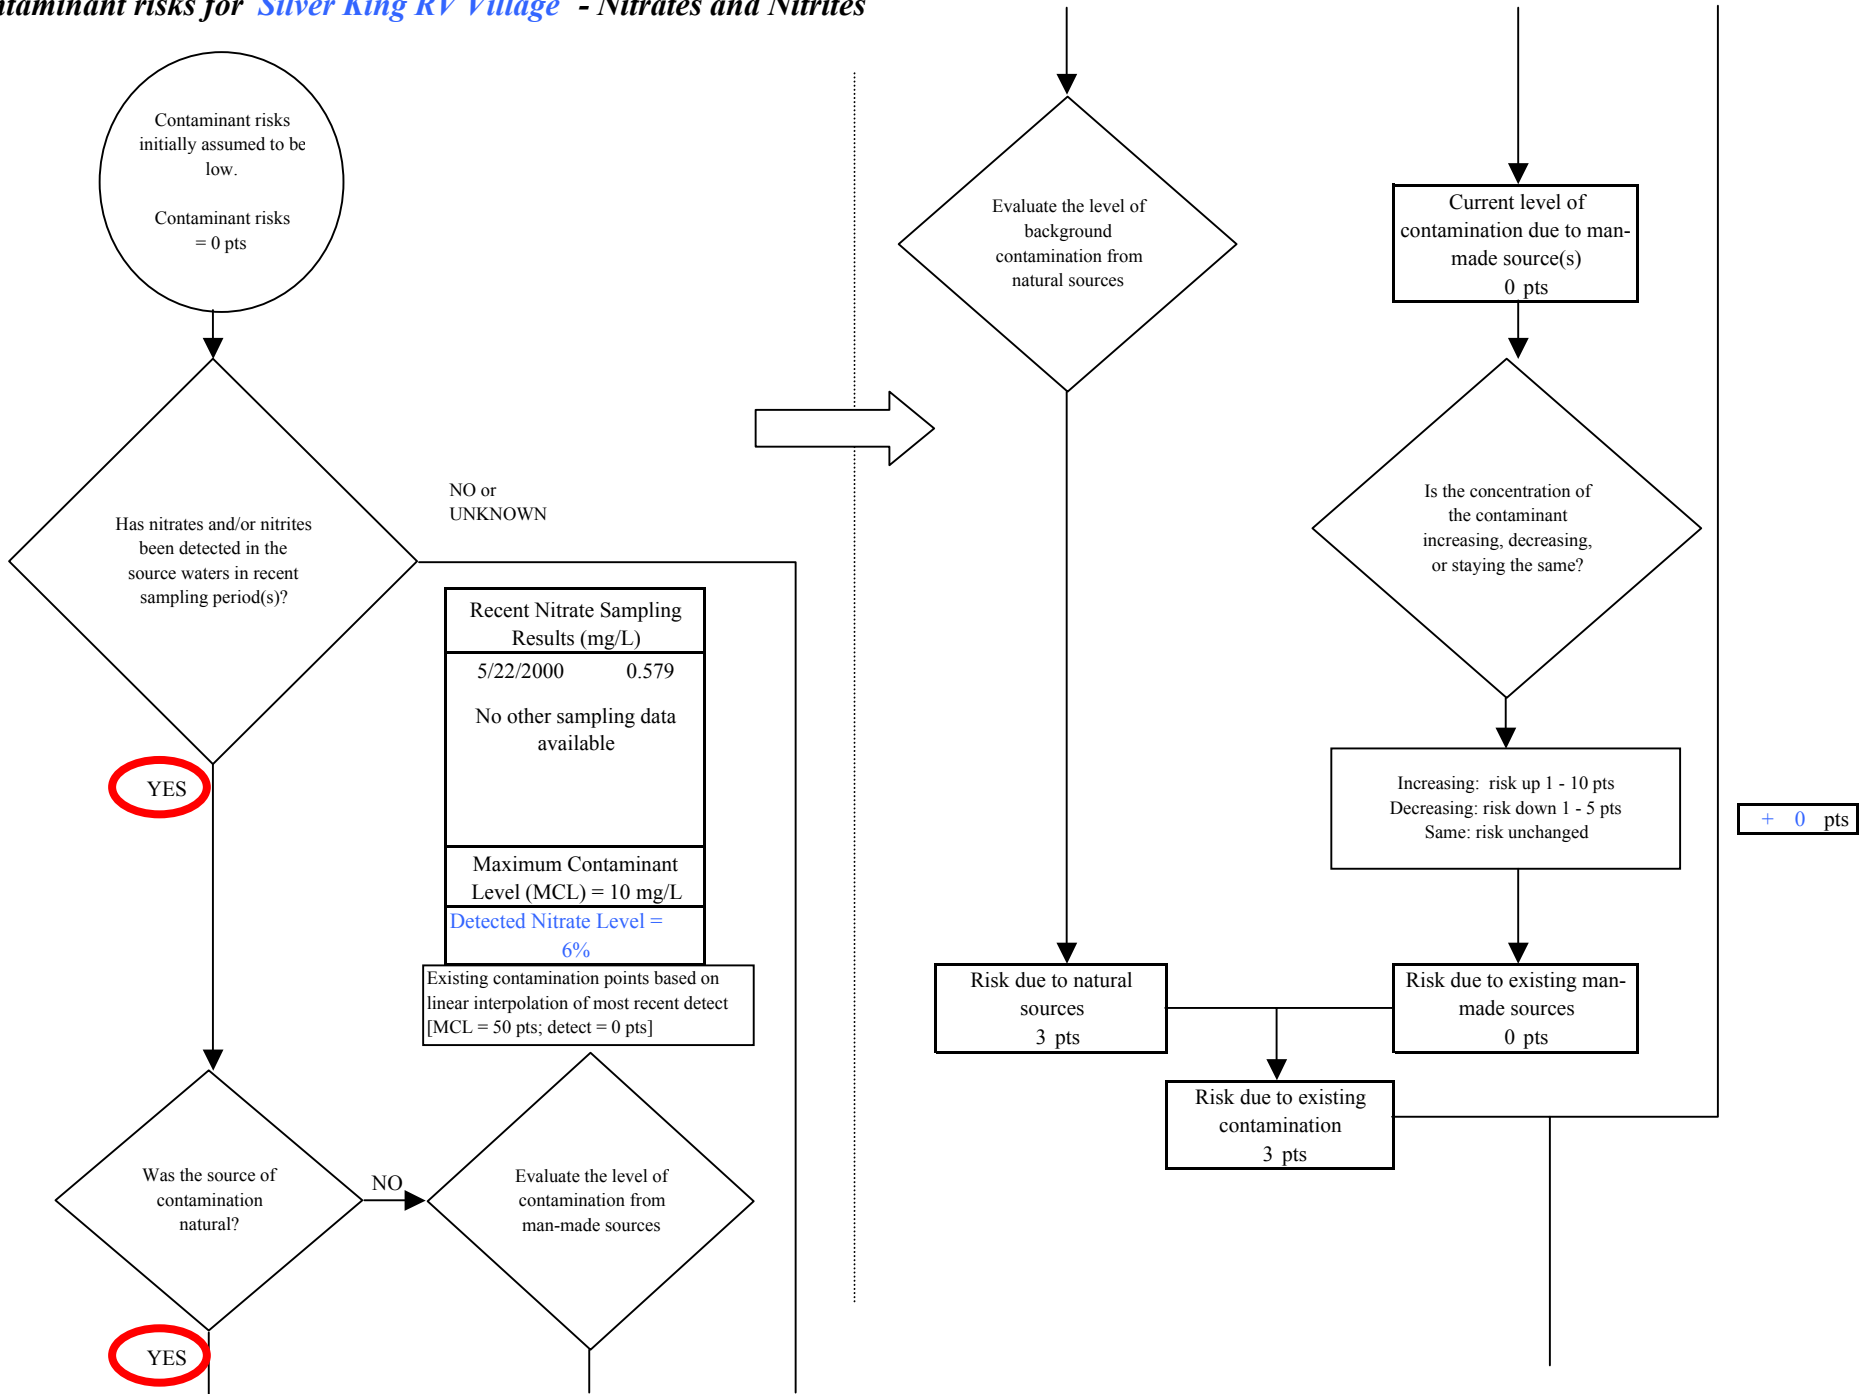 ntaminant risks for Silver King RV Village - Nitrates and Nitrites
Contaminant risks
initially assumed to be
low.
Contaminant risks
= 0 pts
Has nitrates and/or nitrites
been detected in the
source waters in recent
sampling period(s)?
NO or
UNKNOWN
YES
Recent Nitrate Sampling
Results (mg/L)
5/22/2000 0.579
No other sampling data
available
Maximum Contaminant
Level (MCL) = 10 mg/L
Detected Nitrate Level =
6%
Existing contamination points based on
linear interpolation of most recent detect
[MCL = 50 pts; detect = 0 pts]
Was the source of
contamination
natural?
NO
YES
Evaluate the level of
contamination from
man-made sources
Evaluate the level of
background
contamination from
natural sources
Current level of
contamination due to man-
made source(s)
0 pts
Is the concentration of
the contaminant
increasing, decreasing,
or staying the same?
Increasing: risk up 1 - 10 pts
Decreasing: risk down 1 - 5 pts
Same: risk unchanged
+ 0 pts
Risk due to natural
sources
3 pts
Risk due to existing man-
made sources
0 pts
Risk due to existing
contamination
3 pts